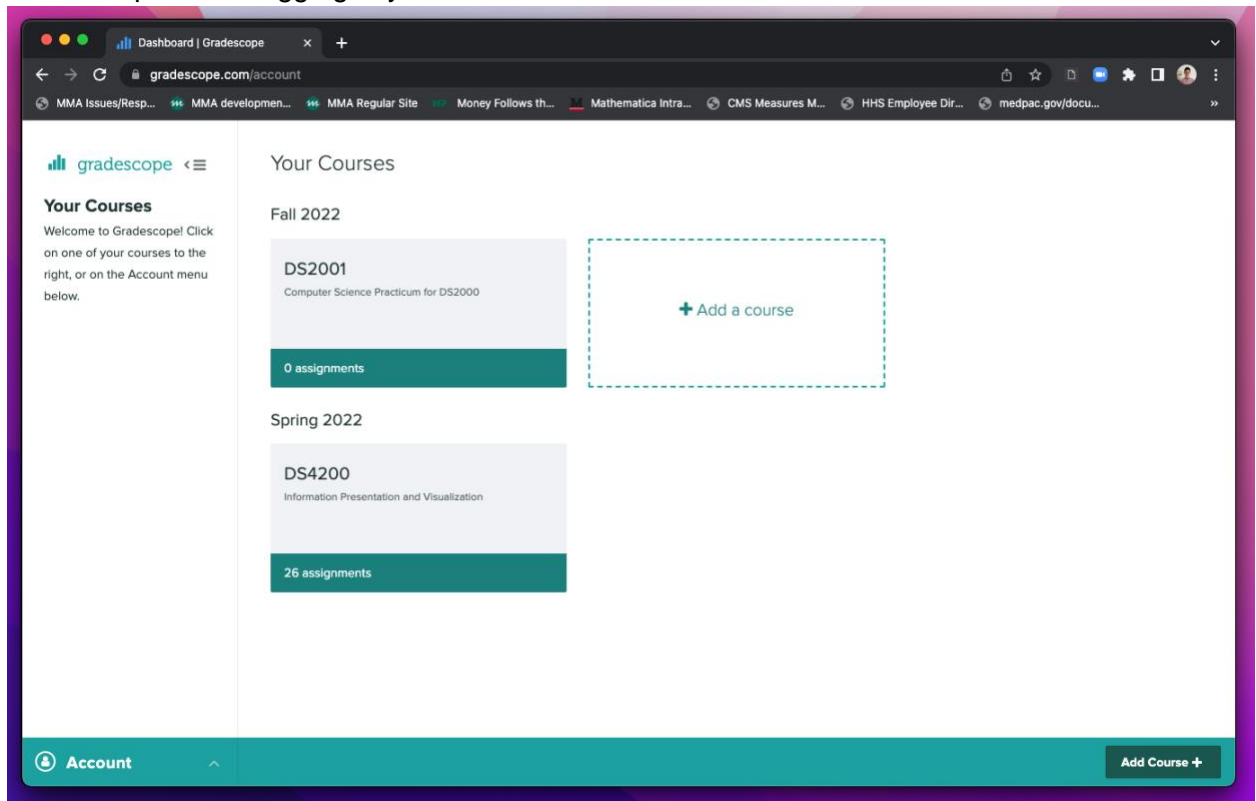 Dashboard | Gradescope
gradescope.com/account
MMA Issues/Resp... MMA developmen... MMA Regular Site Money Follows th... Mathematica Intra... CMS Measures M... HHS Employee Dir... medpac.gov/docu... »
gradescope
Your Courses
Welcome to Gradescope! Click
on one of your courses to the
right, or on the Account menu
below.
Your Courses
Fall 2022
DS2001
Computer Science Practicum for DS2000
0 assignments
+ Add a course
Spring 2022
DS4200
Information Presentation and Visualization
26 assignments
Account
Add Course +